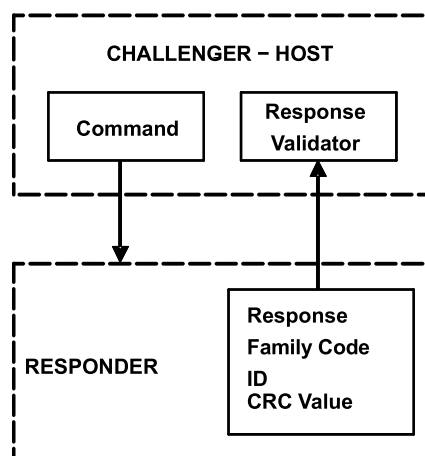 CHALLENGER − HOST
Command
Response
Validator
RESPONDER
Response
Family Code
ID
CRC Value